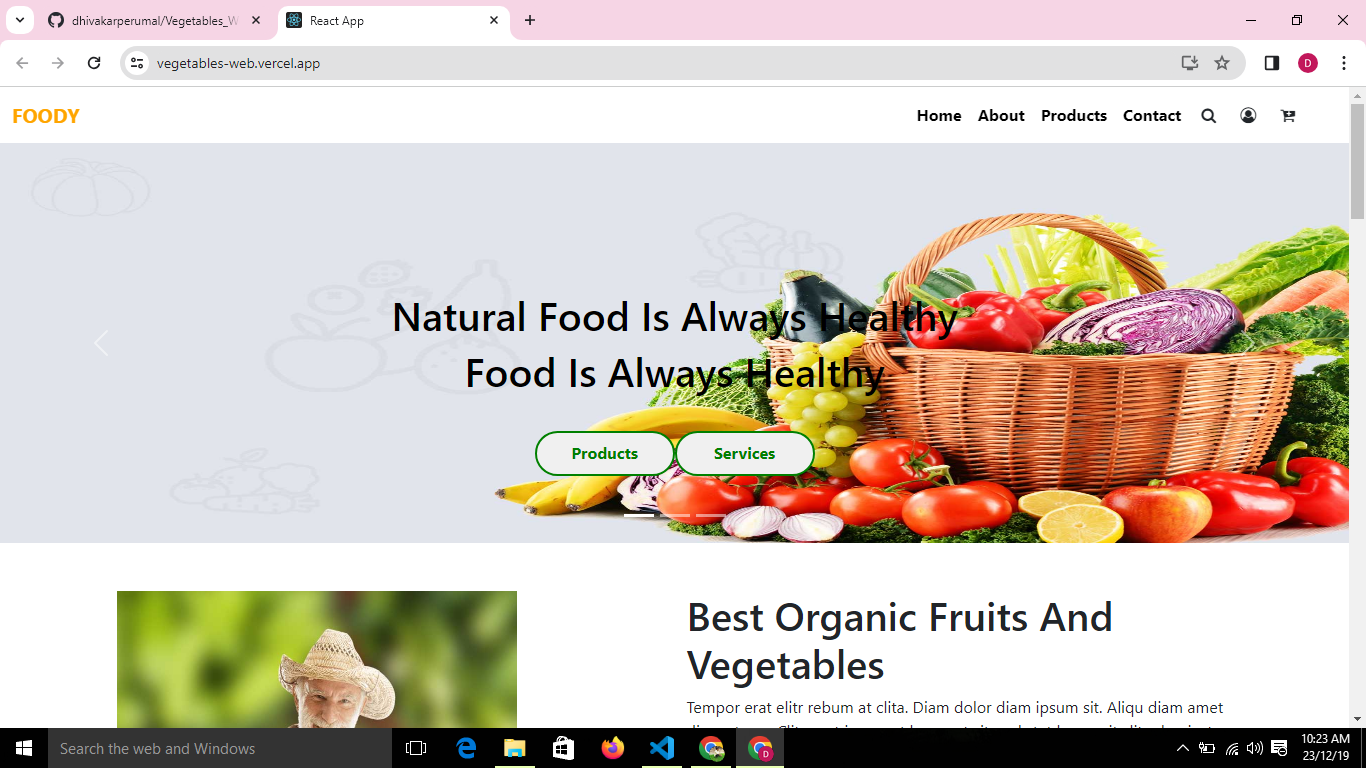 dhivakarperumal/Vegetables_W
React App
vegetables-web.vercel.app
D
FOODY
Home About Products Contact
Natural Food Is Always Healthy
Food Is Always Healthy
Products Services
Best Organic Fruits And
Vegetables
Tempor erat elitr rebum at clita. Diam dolor diam ipsum sit. Aliqu diam amet
Search the web and Windows
D
10:23 AM
23/12/19